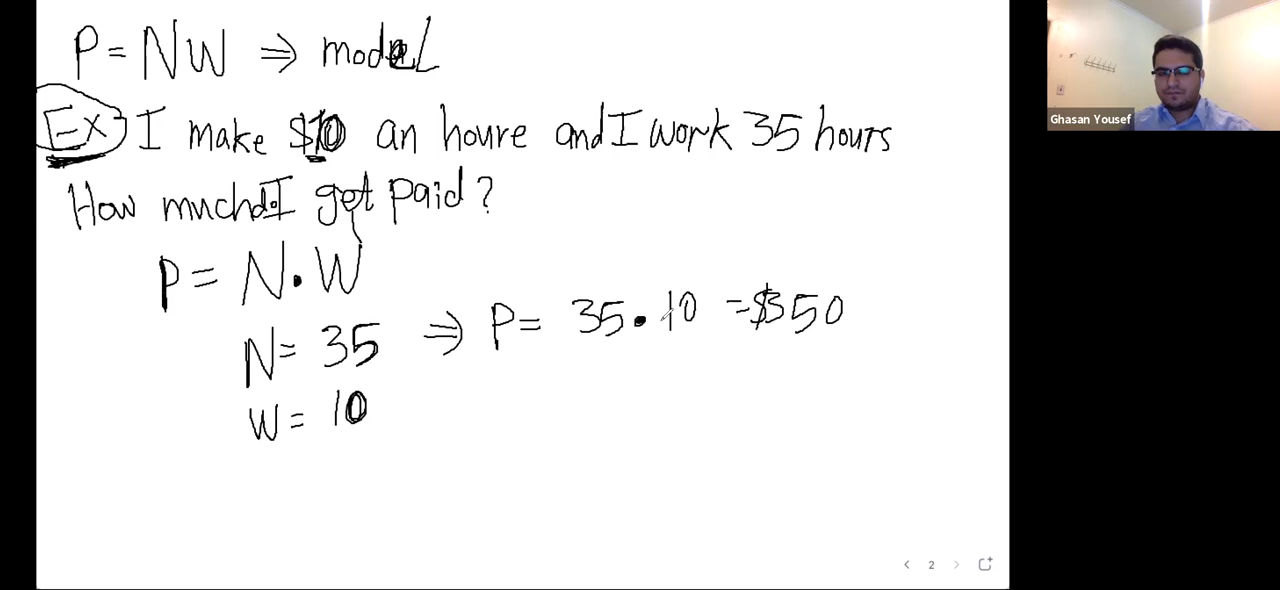 P = NW ⇒ model
Ex) I make $10 an houre and I work 35 hours
How much do I get paid?
P = N • W
N = 35 ⇒ P = 35 • 10 = $350
W = 10
Ghasan Yousef
2